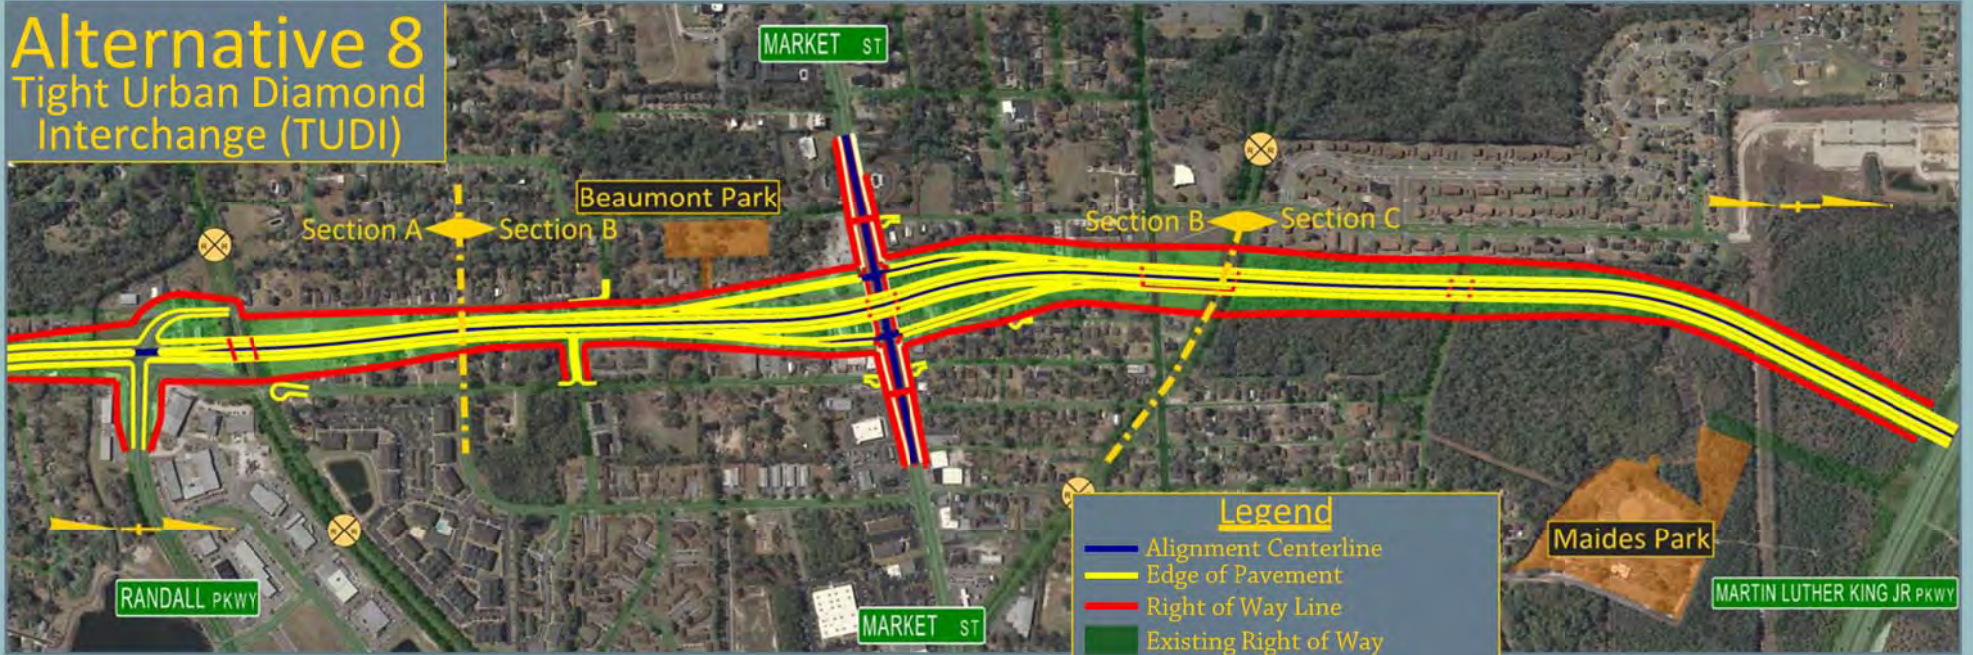 Alternative 8
Tight Urban Diamond
Interchange (TUDI)
MARKET ST
Beaumont Park
Section A
Section B
Section B
Section C
R R
R R
R R
R R
Legend
Alignment Centerline
Edge of Pavement
Right of Way Line
Existing Right of Way
Maides Park
RANDALL PKWY
MARKET ST
MARTIN LUTHER KING JR PKWY